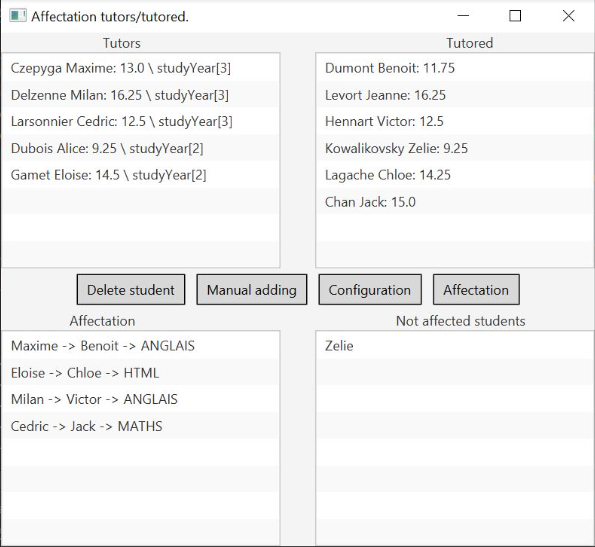 Affectation tutors/tutored.
Tutors
Czepyga Maxime: 13.0 \ studyYear[3]
Delzenne Milan: 16.25 \ studyYear[3]
Larsonnier Cedric: 12.5 \ studyYear[3]
Dubois Alice: 9.25 \ studyYear[2]
Gamet Eloise: 14.5 \ studyYear[2]
Tutored
Dumont Benoit: 11.75
Levort Jeanne: 16.25
Hennart Victor: 12.5
Kowalikovsky Zelie: 9.25
Lagache Chloe: 14.25
Chan Jack: 15.0
Delete student
Manual adding
Configuration
Affectation
Affectation
Maxime -> Benoit -> ANGLAIS
Eloise -> Chloe -> HTML
Milan -> Victor -> ANGLAIS
Cedric -> Jack -> MATHS
Not affected students
Zelie